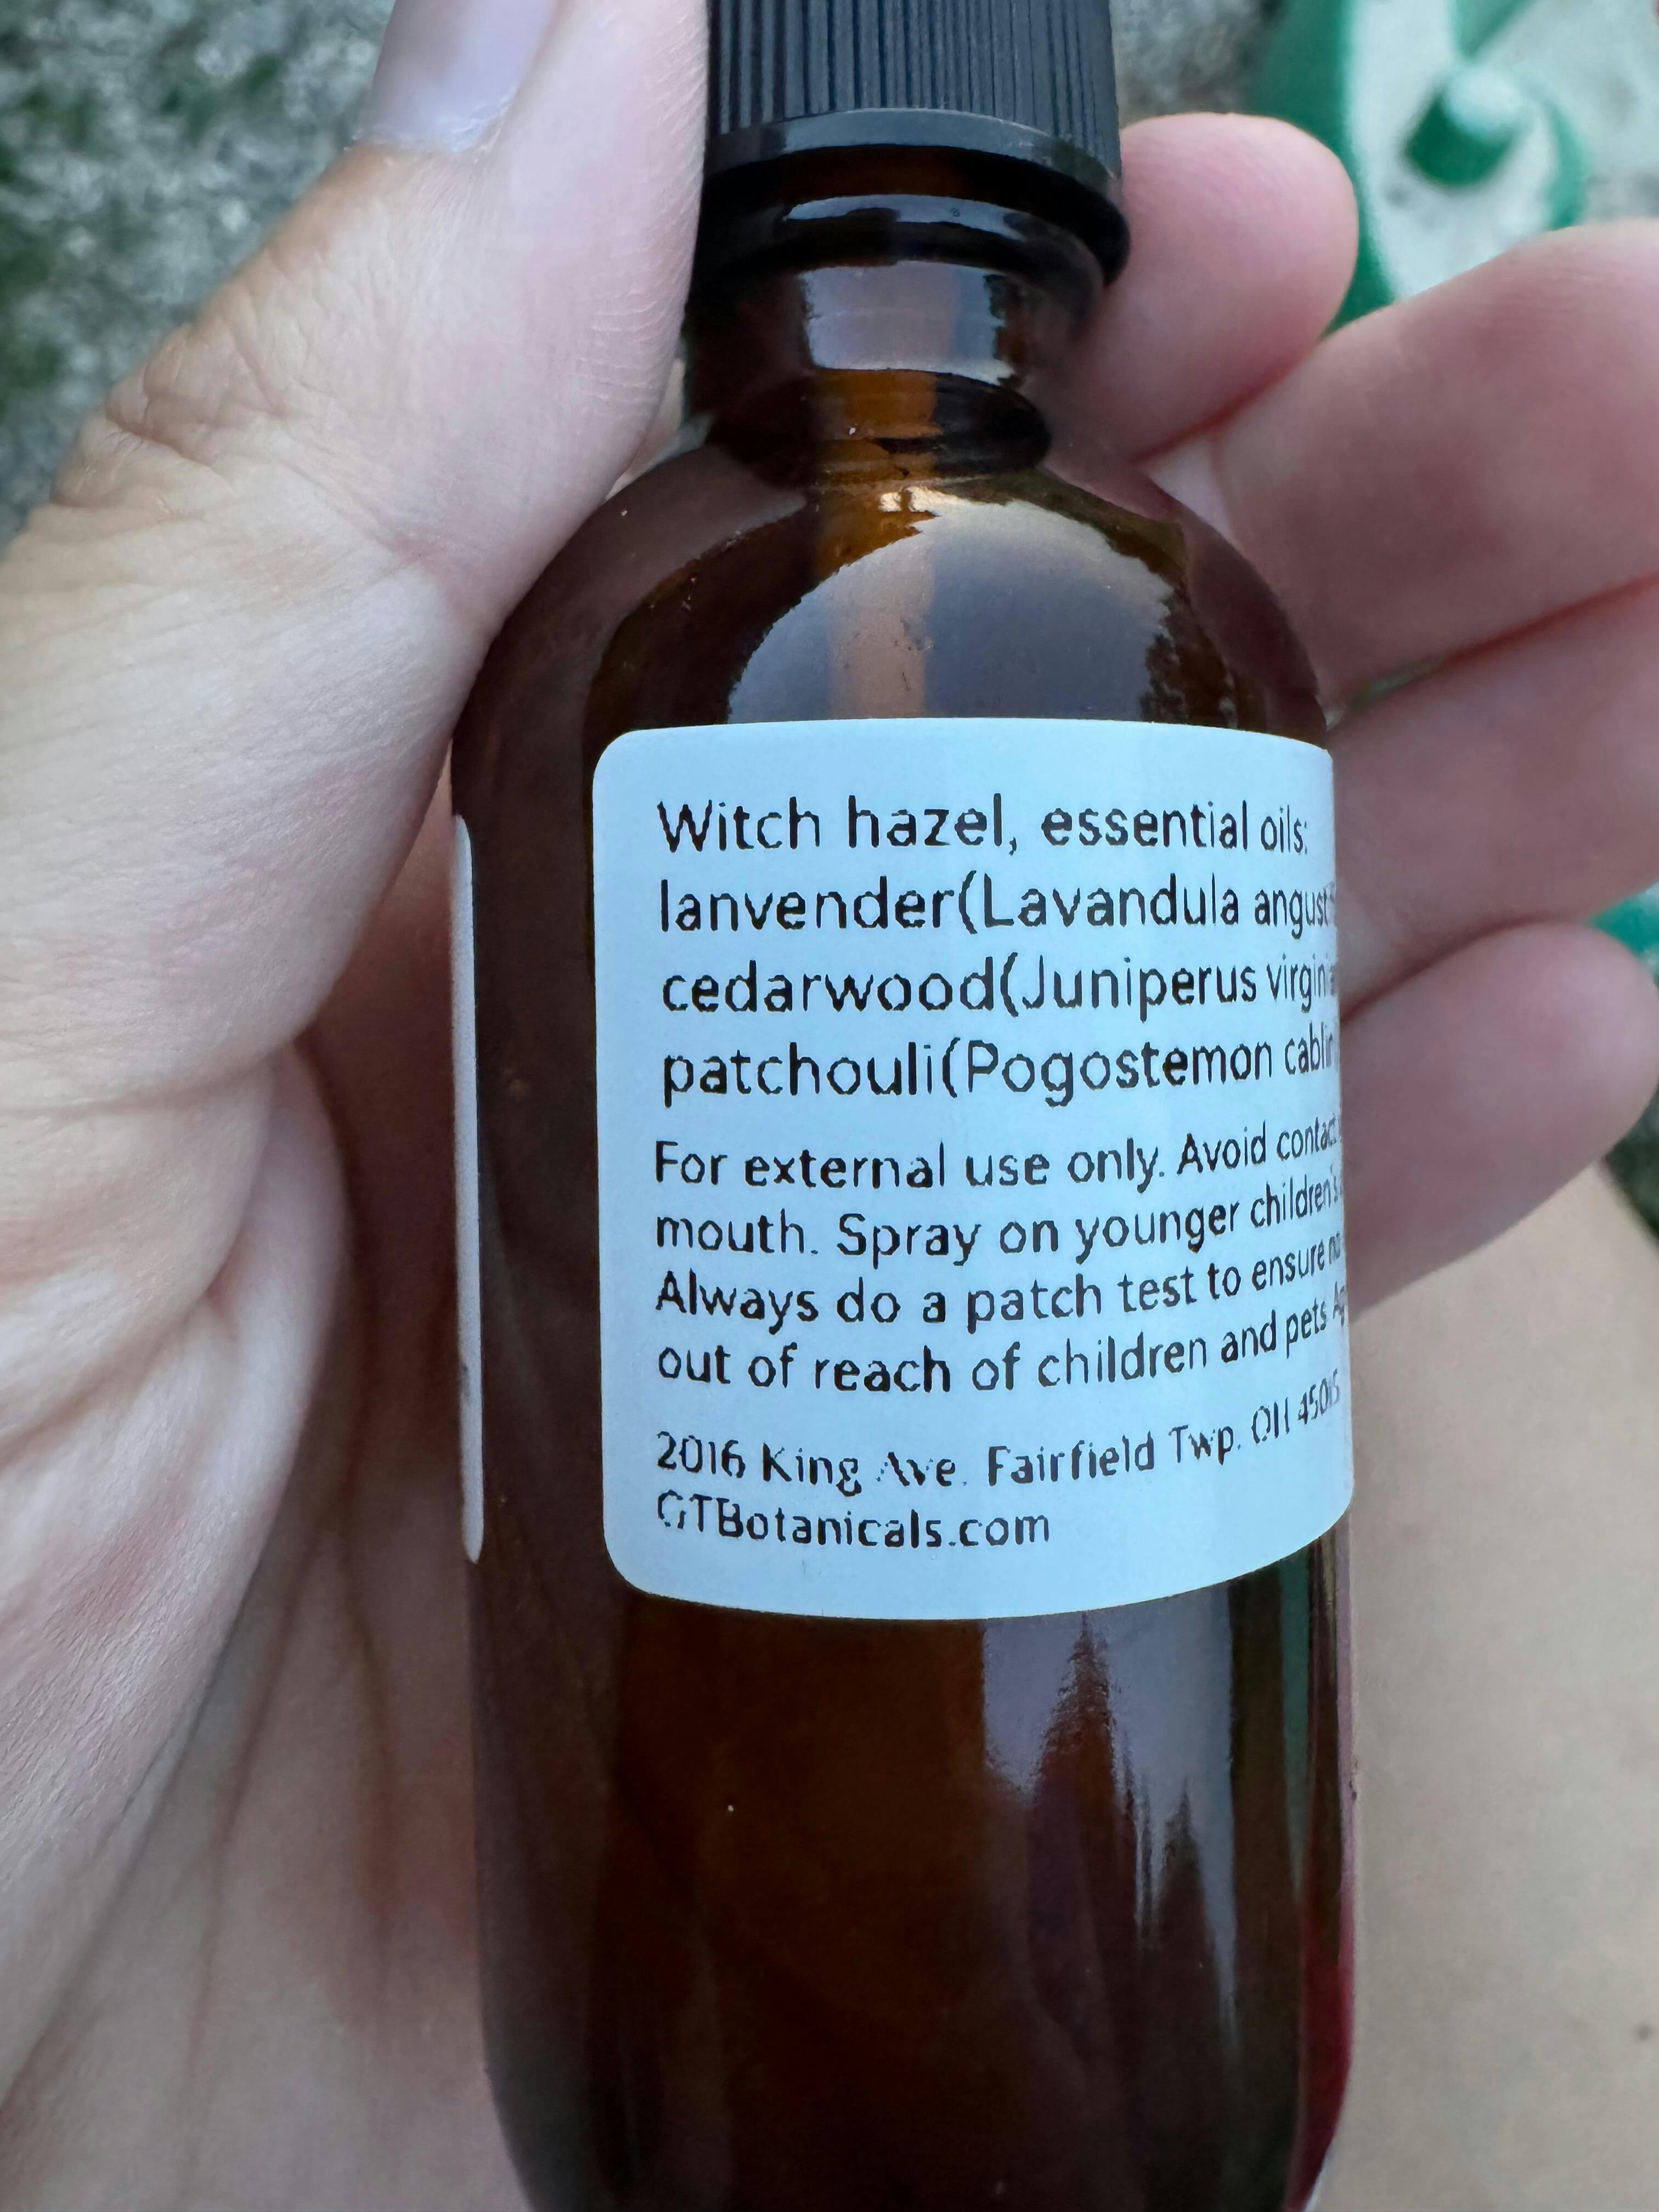 Witch hazel, essential oils:
lanvender(Lavandula angust
cedarwood(Juniperus virgin
patchouli(Pogostemon cablin
For external use only. Avoid contact
mouth. Spray on younger children's
Always do a patch test to ensure no
out of reach of children and pets.
2016 King Ave. Fairfield Twp. OH 45015
GTBotanicals.com